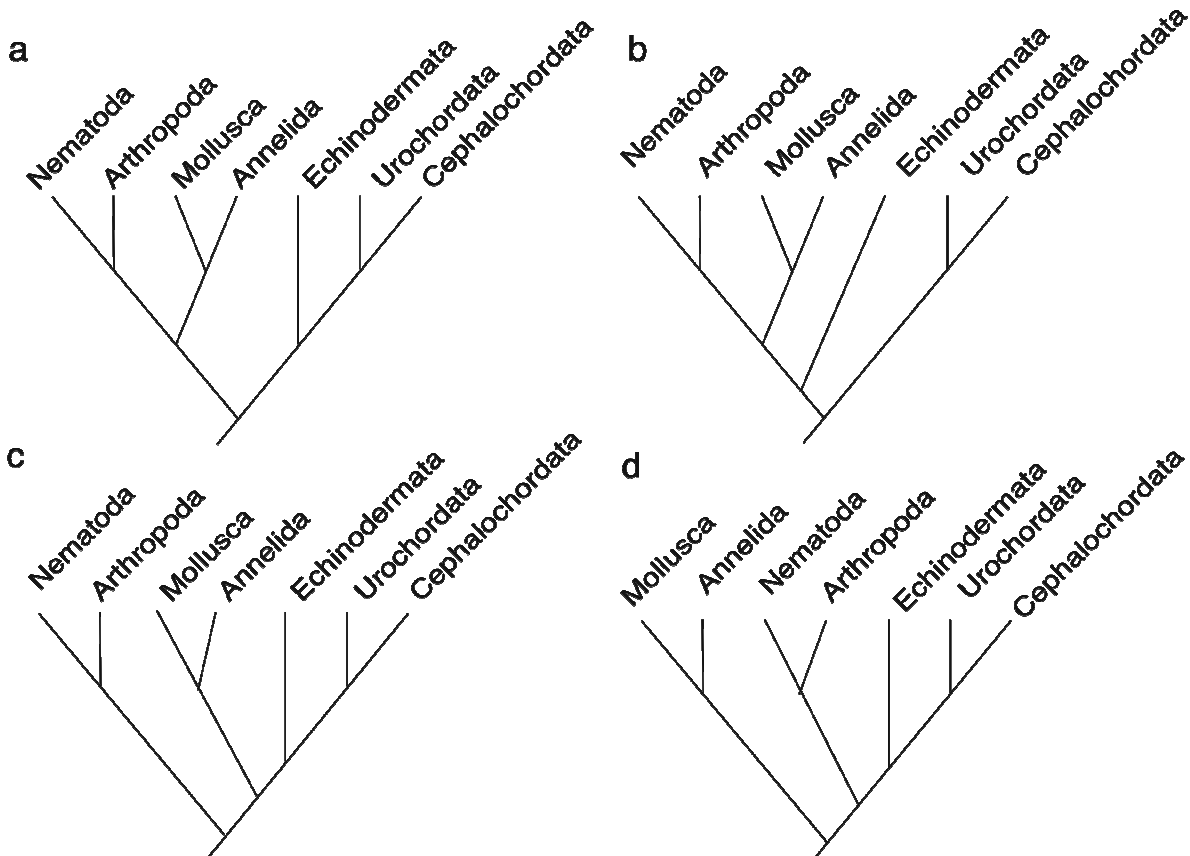 a
Nematoda
Arthropoda
Mollusca
Annelida
Echinodermata
Urochordata
Cephalochordata
b
Nematoda
Arthropoda
Mollusca
Annelida
Echinodermata
Urochordata
Cephalochordata
c
Nematoda
Arthropoda
Mollusca
Annelida
Echinodermata
Urochordata
Cephalochordata
d
Mollusca
Annelida
Nematoda
Arthropoda
Echinodermata
Urochordata
Cephalochordata